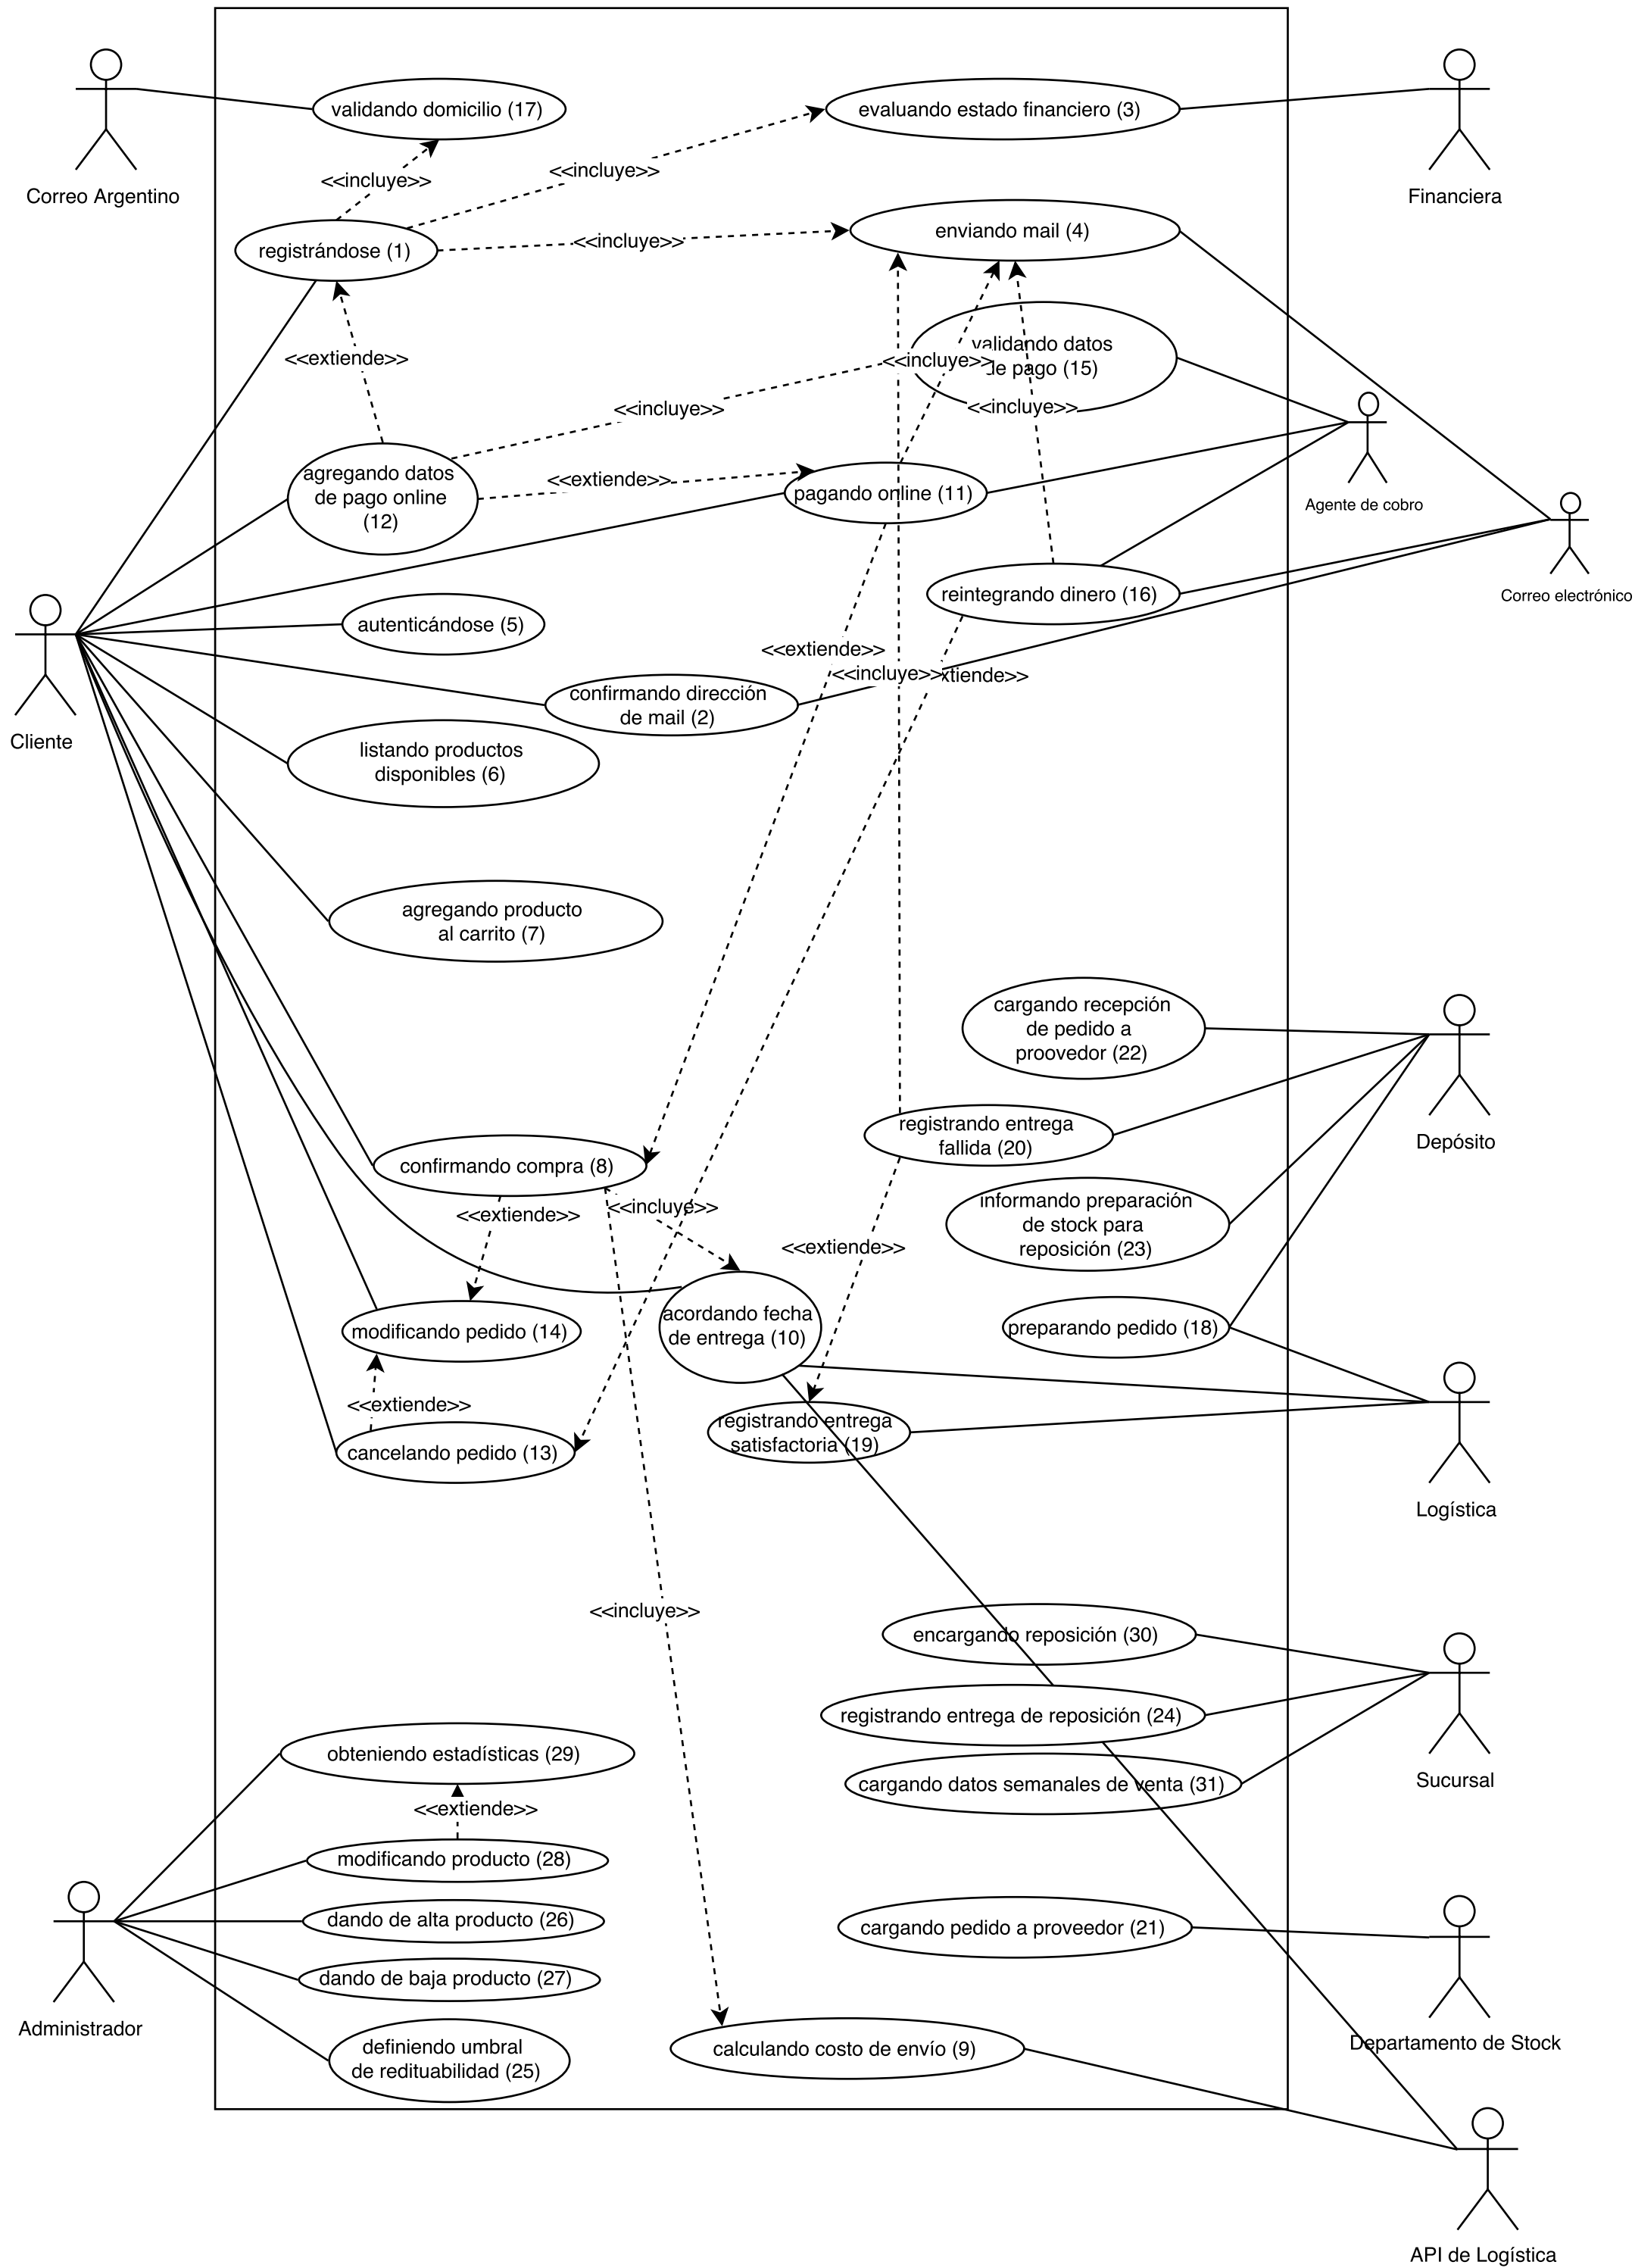 validando domicilio (17)
evaluando estado financiero (3)
<<incluye>>
<<incluye>>
Correo Argentino
Financiera
enviando mail (4)
registrándose (1)
<<incluye>>
validando datos
de pago (15)
<<extiende>>
<<incluye>>
<<incluye>>
<<incluye>>
agregando datos
de pago online
(12)
<<extiende>>
pagando online (11)
Agente de cobro
reintegrando dinero (16)
Correo electrónico
autenticándose (5)
<<extiende>>
<<incluye>>
xtiende>>
confirmando dirección
de mail (2)
Cliente
listando productos
disponibles (6)
agregando producto
al carrito (7)
cargando recepción
de pedido a
proovedor (22)
registrando entrega
fallida (20)
Depósito
confirmando compra (8)
<<extiende>>
<<incluye>>
informando preparación
de stock para
reposición (23)
<<extiende>>
acordando fecha
de entrega (10)
modificando pedido (14)
preparando pedido (18)
<<extiende>>
registrando entrega
satisfactoria (19)
cancelando pedido (13)
Logística
<<incluye>>
encargando reposición (30)
registrando entrega de reposición (24)
obteniendo estadísticas (29)
cargando datos semanales de venta (31)
Sucursal
<<extiende>>
modificando producto (28)
dando de alta producto (26)
cargando pedido a proveedor (21)
dando de baja producto (27)
Administrador
definiendo umbral
de redituabilidad (25)
calculando costo de envío (9)
Departamento de Stock
API de Logística